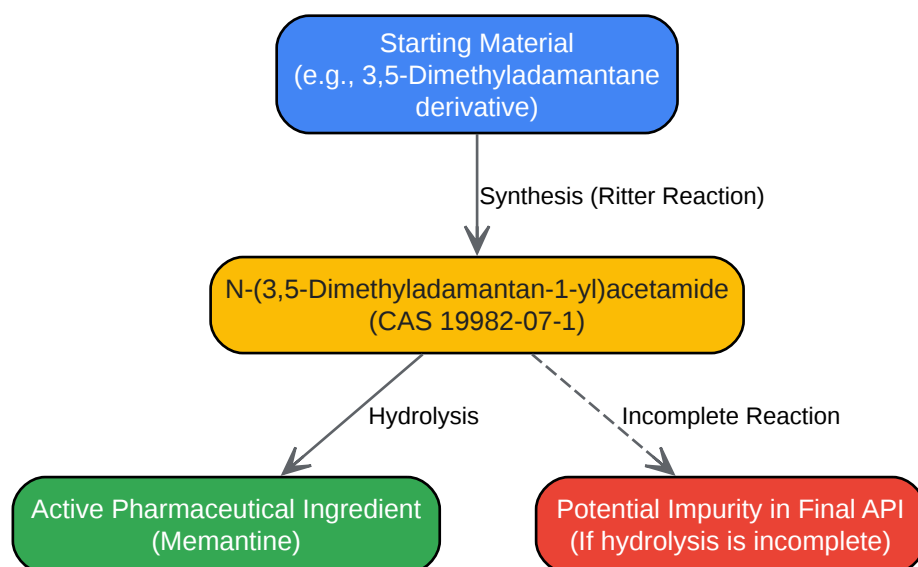 Starting Material
(e.g., 3,5-Dimethyladamantane
derivative)
Synthesis (Ritter Reaction)
N-(3,5-Dimethyladamantan-1-yl)acetamide
(CAS 19982-07-1)
Hydrolysis
Incomplete Reaction
Active Pharmaceutical Ingredient
(Memantine)
Potential Impurity in Final API
(If hydrolysis is incomplete)